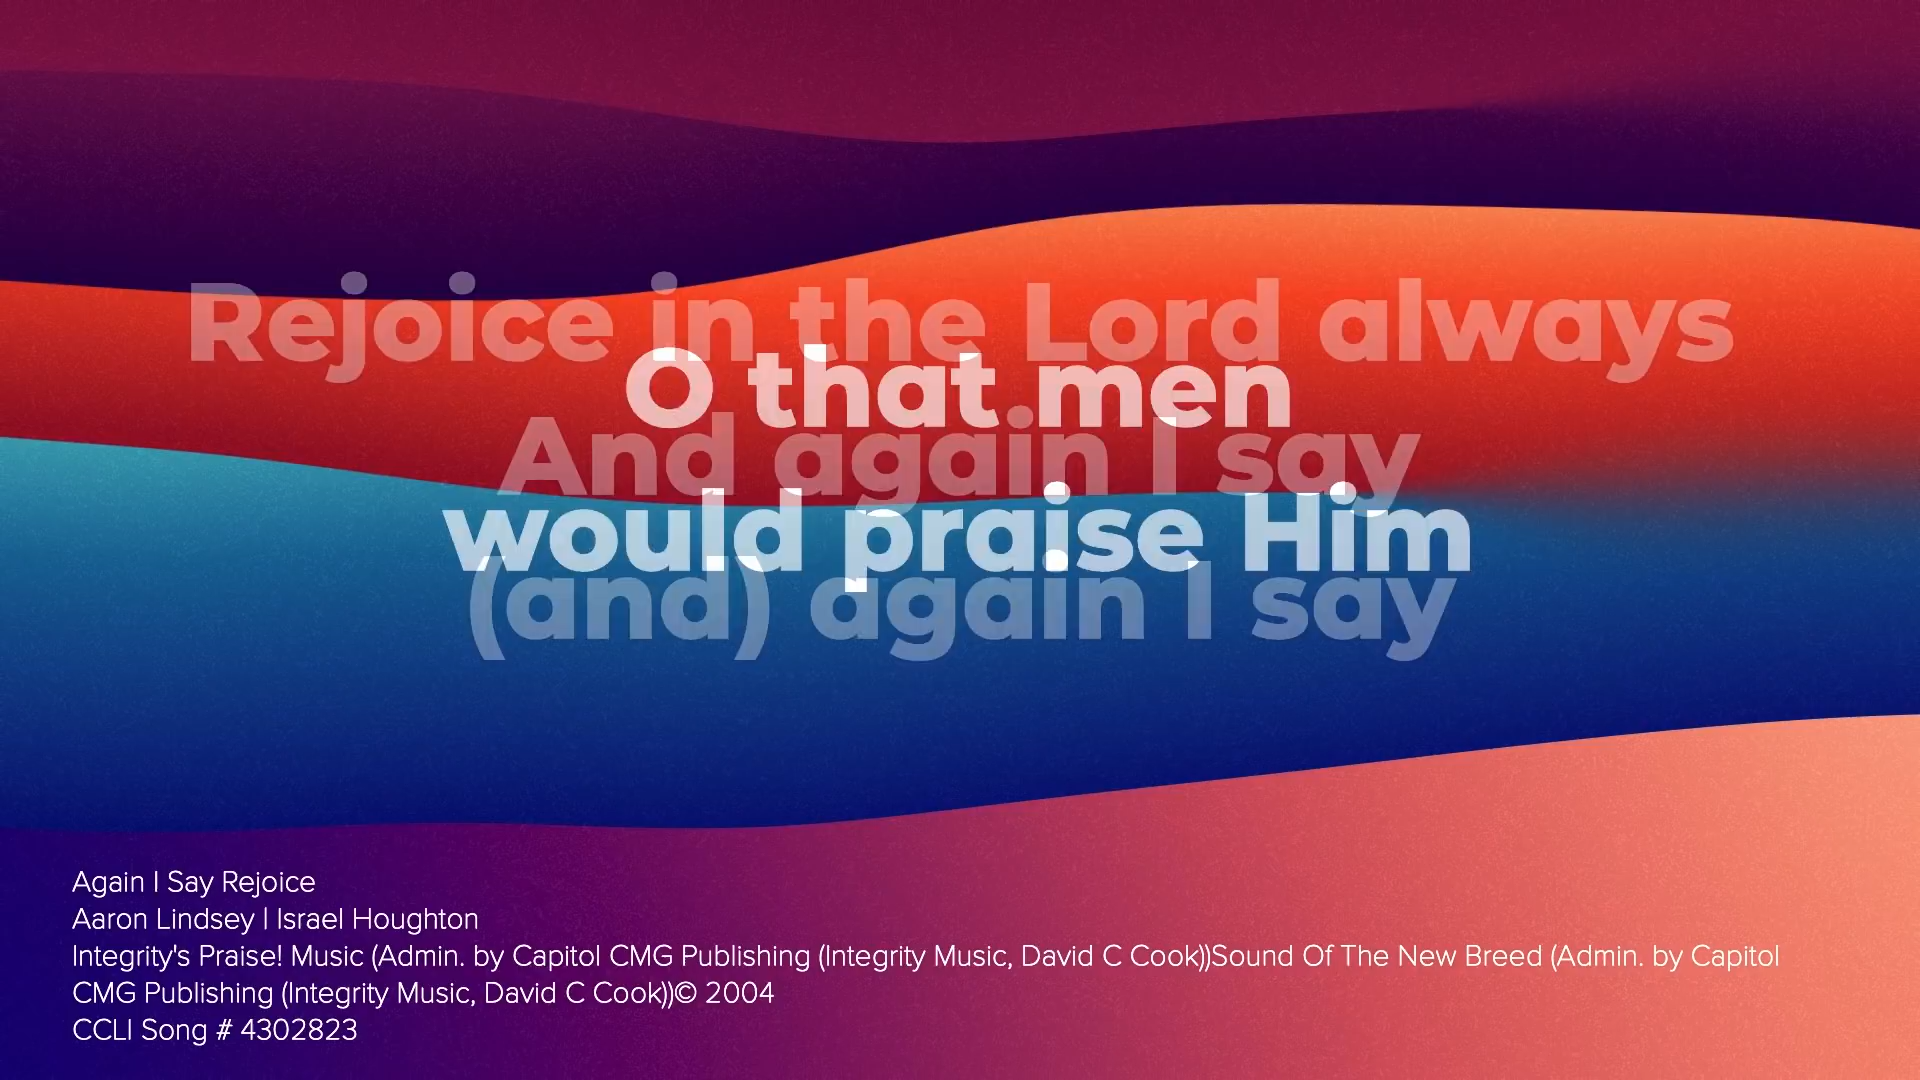 Rejoice in the Lord always
O that men
And again I say
would praise Him
(and) again I say
Again I Say Rejoice
Aaron Lindsey | Israel Houghton
Integrity's Praise! Music (Admin. by Capitol CMG Publishing (Integrity Music, David C Cook))Sound Of The New Breed (Admin. by Capitol
CMG Publishing (Integrity Music, David C Cook))© 2004
CCLI Song # 4302823